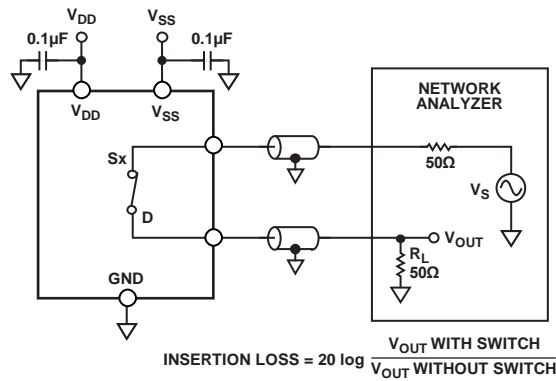 VDD
VSS
0.1µF
0.1µF
VDD
VSS
NETWORK
ANALYZER
Sx
50Ω
VS
D
VOUT
RL
50Ω
GND
INSERTION LOSS = 20 log VOUT WITH SWITCH
VOUT WITHOUT SWITCH